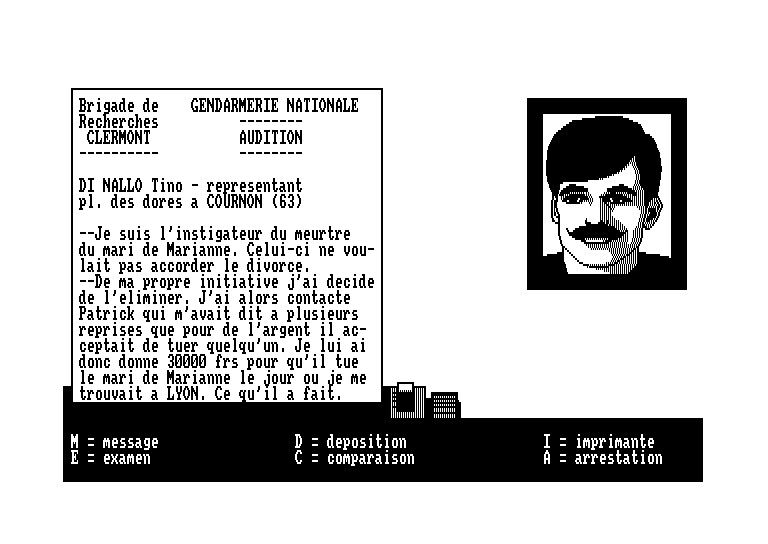 Brigade de    GENDARMERIE NATIONALE
Recherches          --------
 CLERMONT           AUDITION
----------          --------
DI NALLO Tino - representant
pl. des dores a COURNON (63)
--Je suis l'instigateur du meurtre
du mari de Marianne. Celui-ci ne vou-
lait pas accorder le divorce.
--De ma propre initiative j'ai decide
de l'eliminer. J'ai alors contacte
Patrick qui m'avait dit a plusieurs
reprises que pour de l'argent il ac-
ceptait de tuer quelqu'un. Je lui ai
donc donne 30000 frs pour qu'il tue
le mari de Marianne le jour ou je me
trouvait a LYON. Ce qu'il a fait.
M = message    D = deposition    I = imprimante
E = examen    C = comparaison    A = arrestation